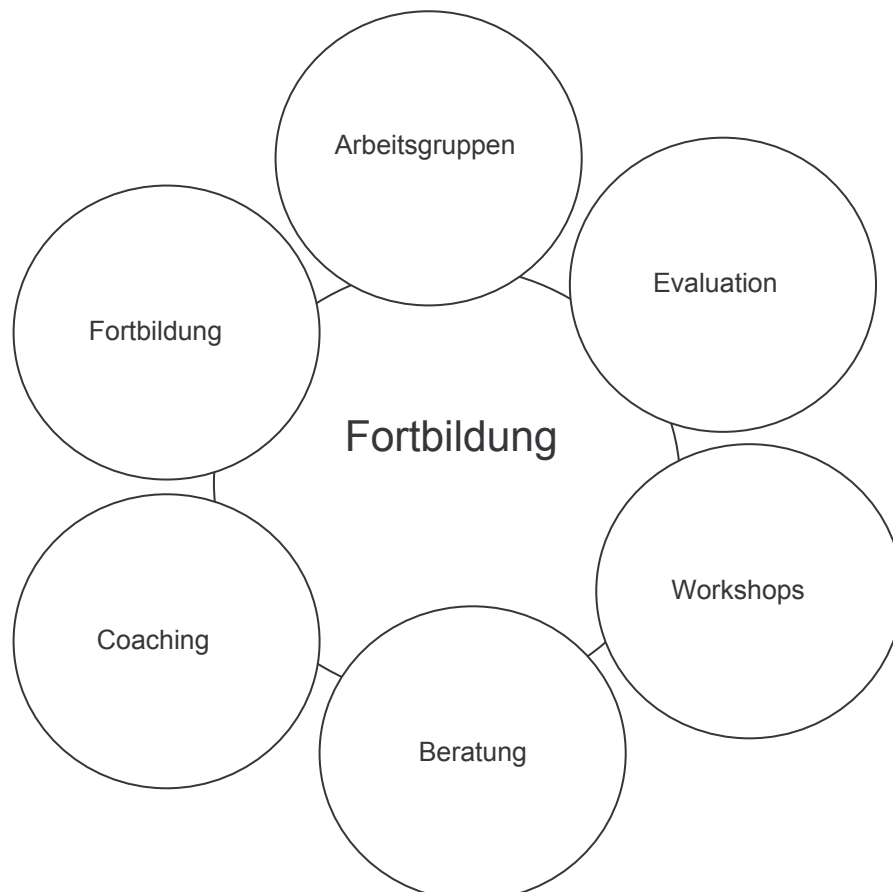 Arbeitsgruppen
Evaluation
Fortbildung
Fortbildung
Workshops
Coaching
Beratung